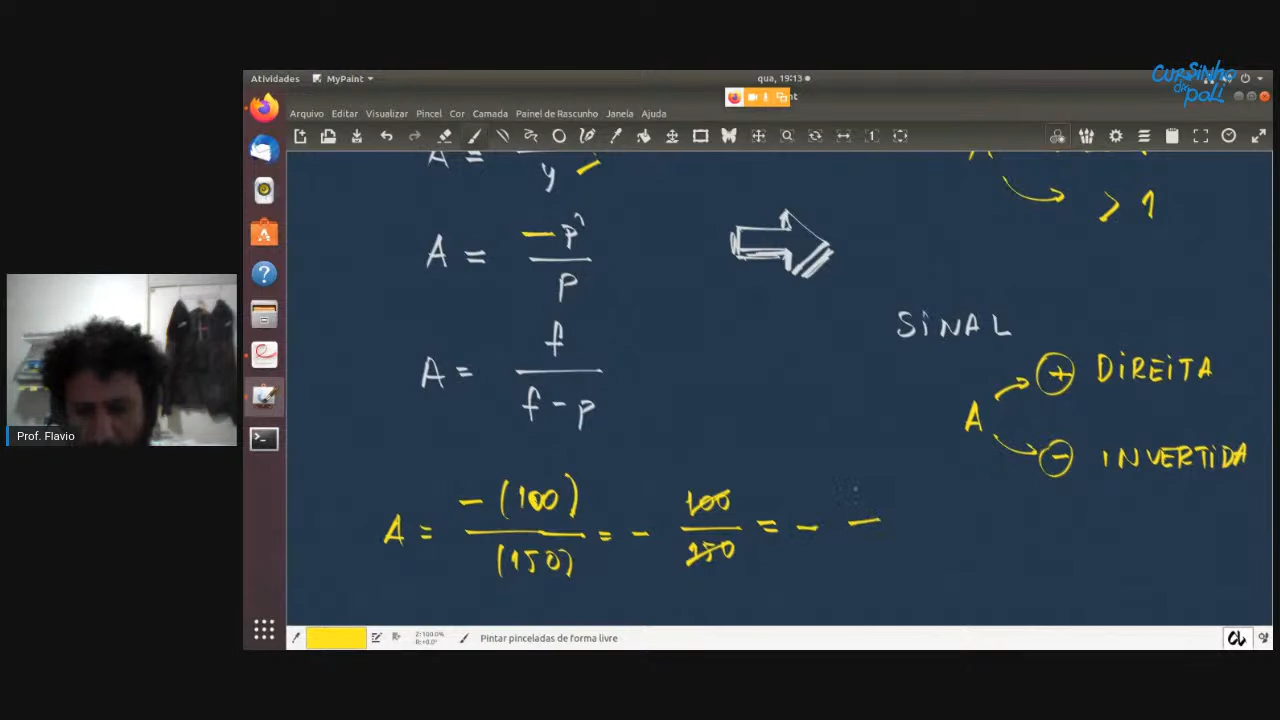 CURSINHO
da
POLI
Atividades MyPaint qua, 19:13
Arquivo Editar Visualizar Pincel Cor Camada Painel de Rascunho Janela Ajuda
A =
y
> 1
A = -p'
p
SINAL
A = f
f - p
A + DIREITA
- INVERTIDA
A = -(100) = - 100 = - -
(150) 150
Prof. Flavio
Pintar pinceladas de forma livre